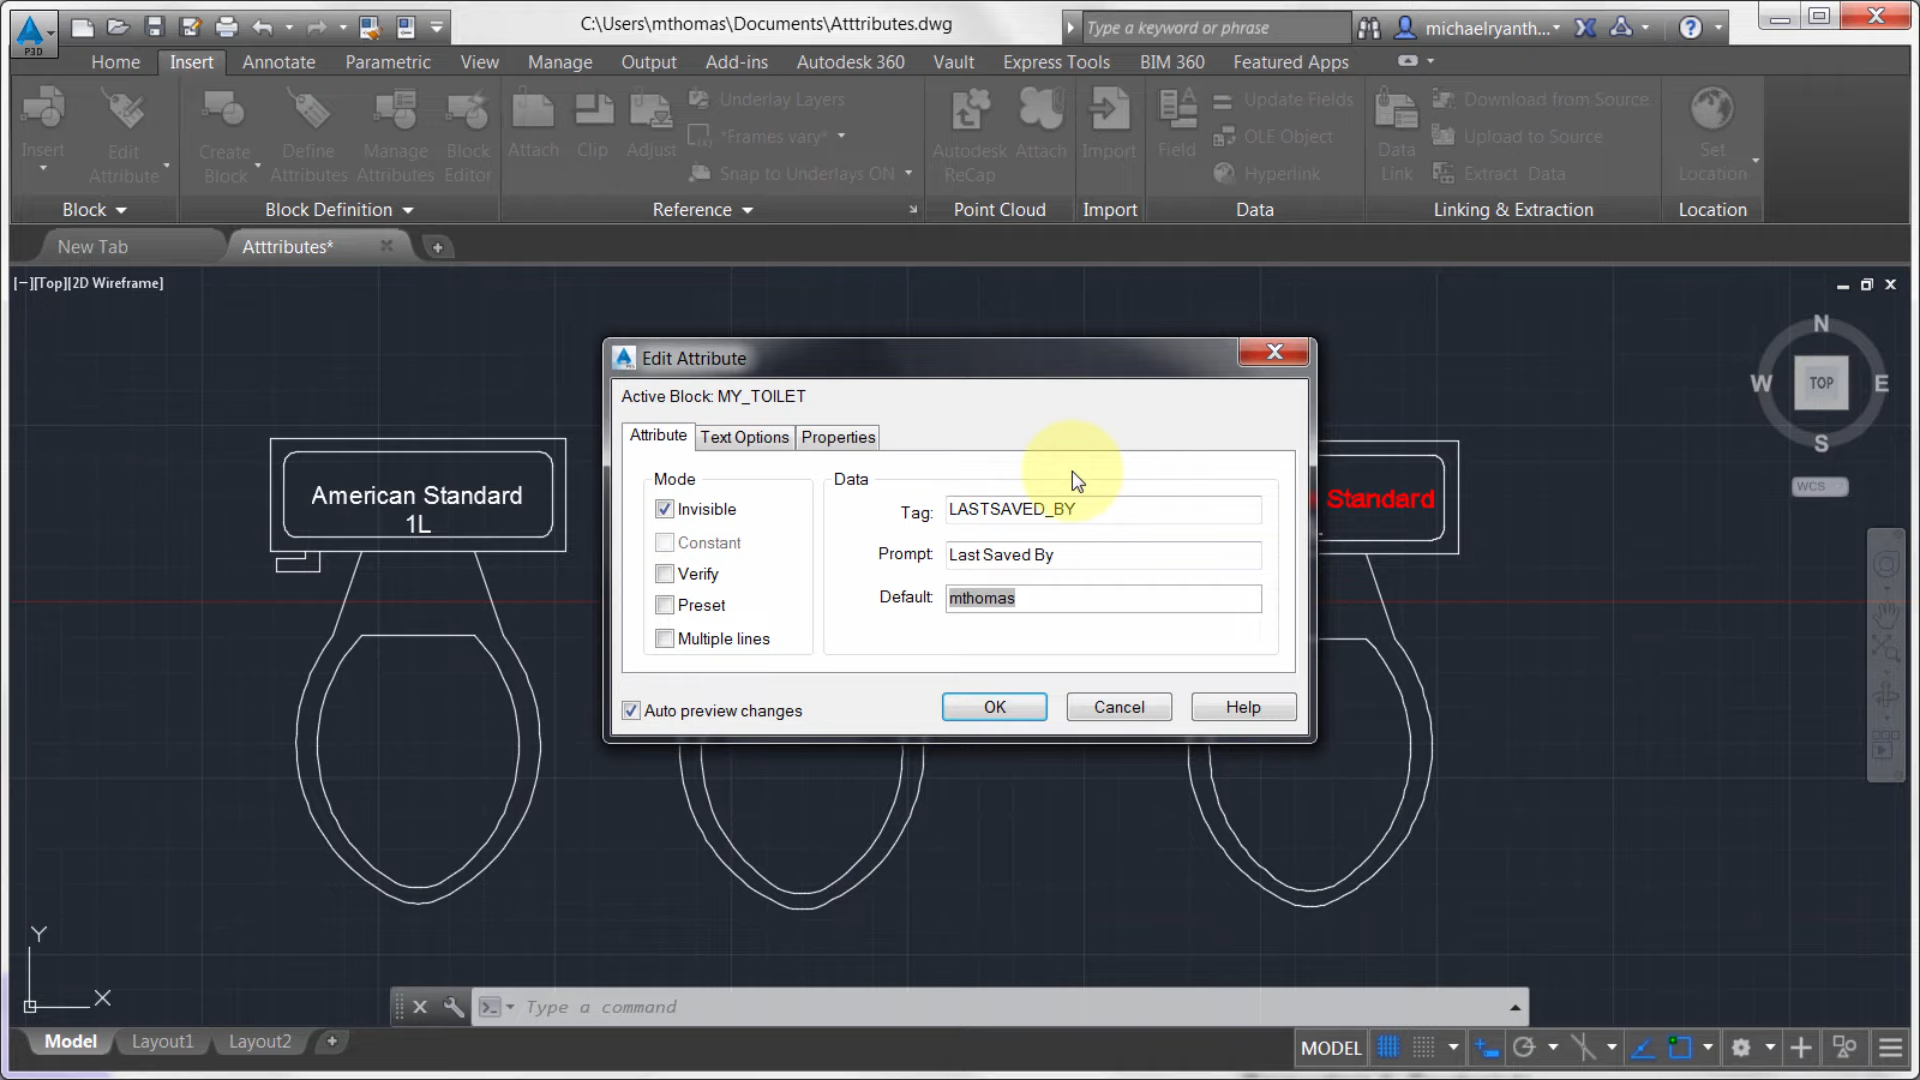 C:\Users\mthomas\Documents\Atttributes.dwg
Type a keyword or phrase
michaelryanth...
P3D
Home Insert Annotate Parametric View Manage Output Add-ins Autodesk 360 Vault Express Tools BIM 360 Featured Apps
Insert
Edit Attribute
Create Block
Define Attributes
Manage Attributes
Block Editor
Attach
Clip
Adjust
Underlay Layers
*Frames vary*
Snap to Underlays ON
Autodesk ReCap
Attach
Import
Field
Update Fields
OLE Object
Hyperlink
Data Link
Download from Source
Upload to Source
Extract Data
Set Location
Block Block Definition Reference Point Cloud Import Data Linking & Extraction Location
New Tab Atttributes*
[−][Top][2D Wireframe]
N
W TOP E
S
WCS
American Standard
1L
Standard
Edit Attribute
Active Block: MY_TOILET
Attribute Text Options Properties
Mode
Invisible
Constant
Verify
Preset
Multiple lines
Data
Tag: LASTSAVED_BY
Prompt: Last Saved By
Default: mthomas
Auto preview changes
OK Cancel Help
Y
X
Type a command
Model Layout1 Layout2
MODEL